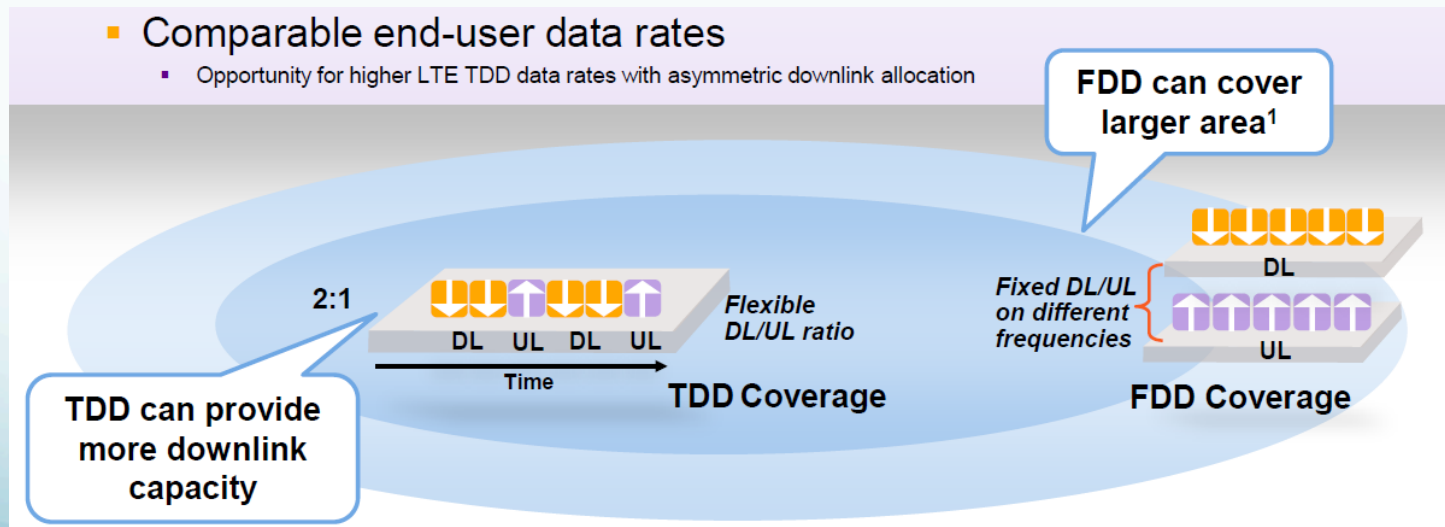 Comparable end-user data rates
Opportunity for higher LTE TDD data rates with asymmetric downlink allocation
FDD can cover
larger area¹
2:1
DL UL DL UL
Time
Flexible
DL/UL ratio
TDD Coverage
TDD can provide
more downlink
capacity
Fixed DL/UL
on different
frequencies
DL
UL
FDD Coverage